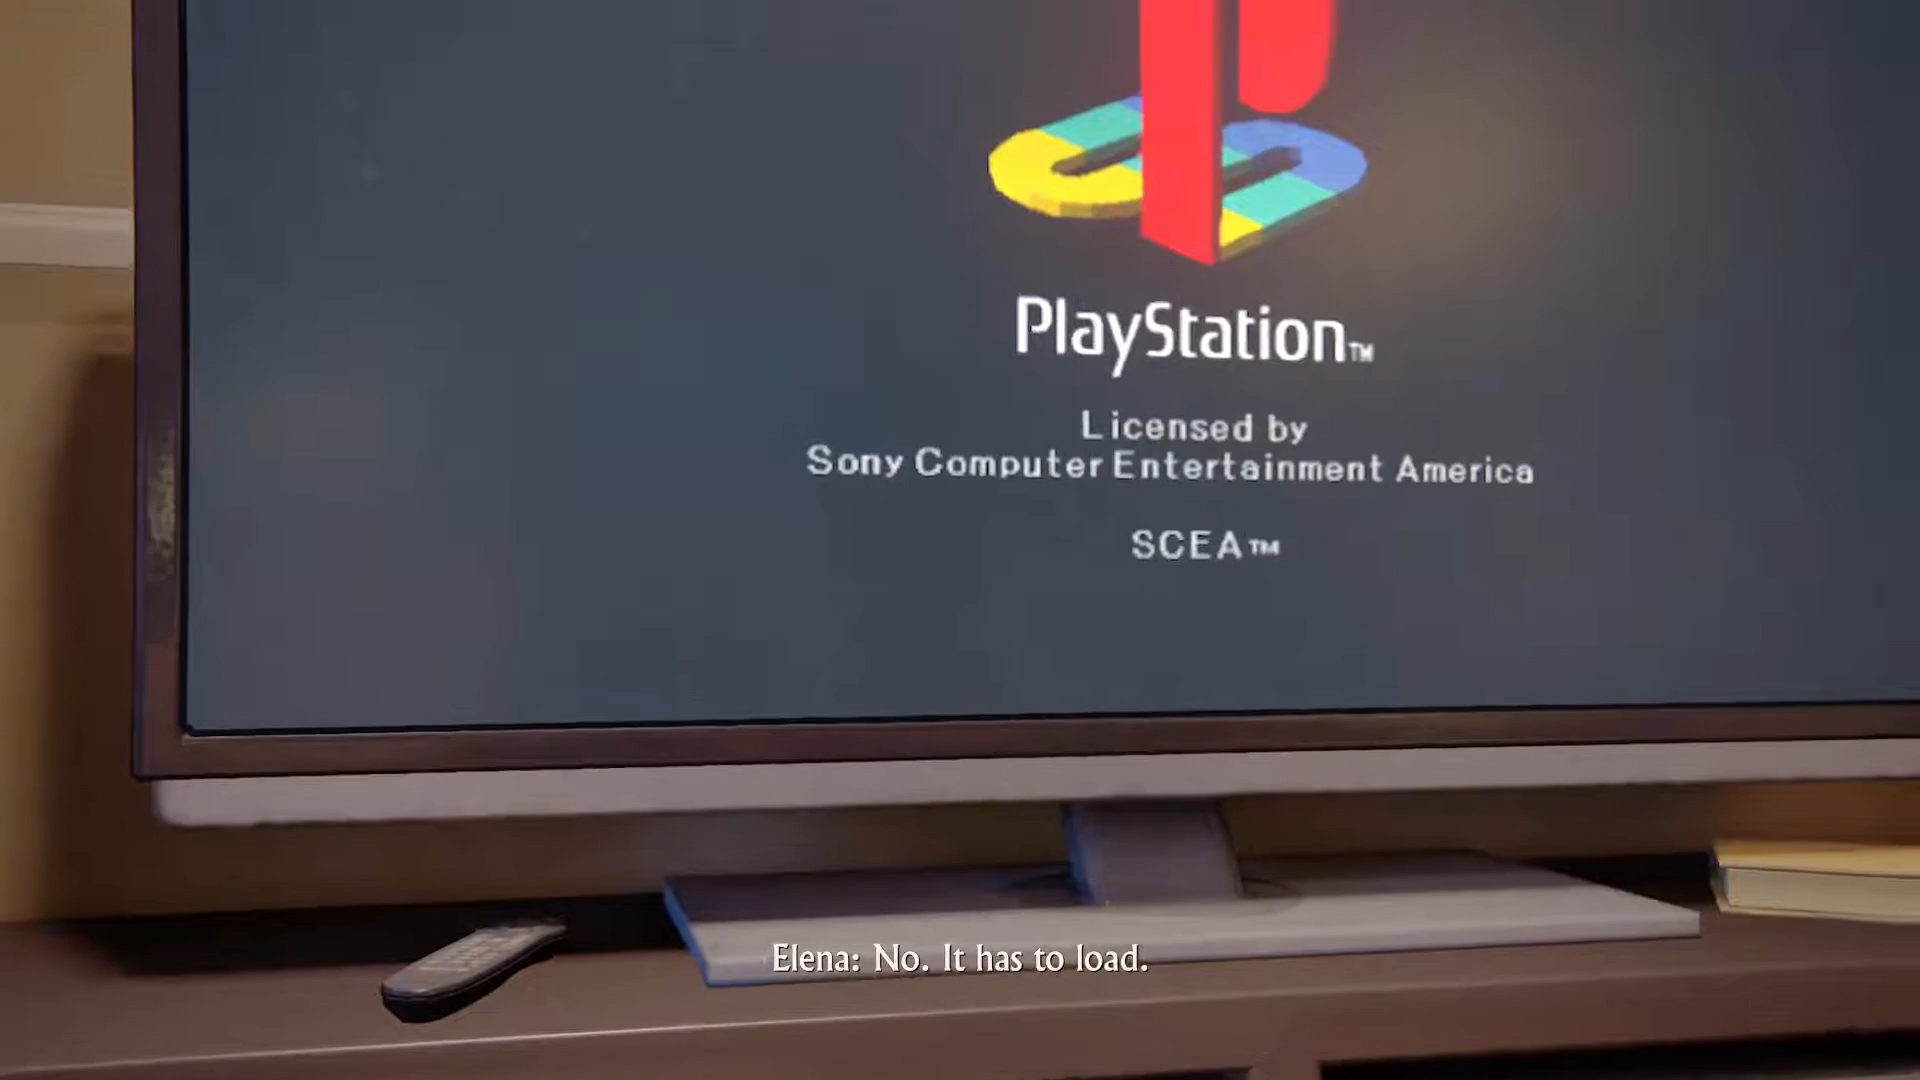 PlayStation™
Licensed by
Sony Computer Entertainment America
SCEA™
Elena: No. It has to load.